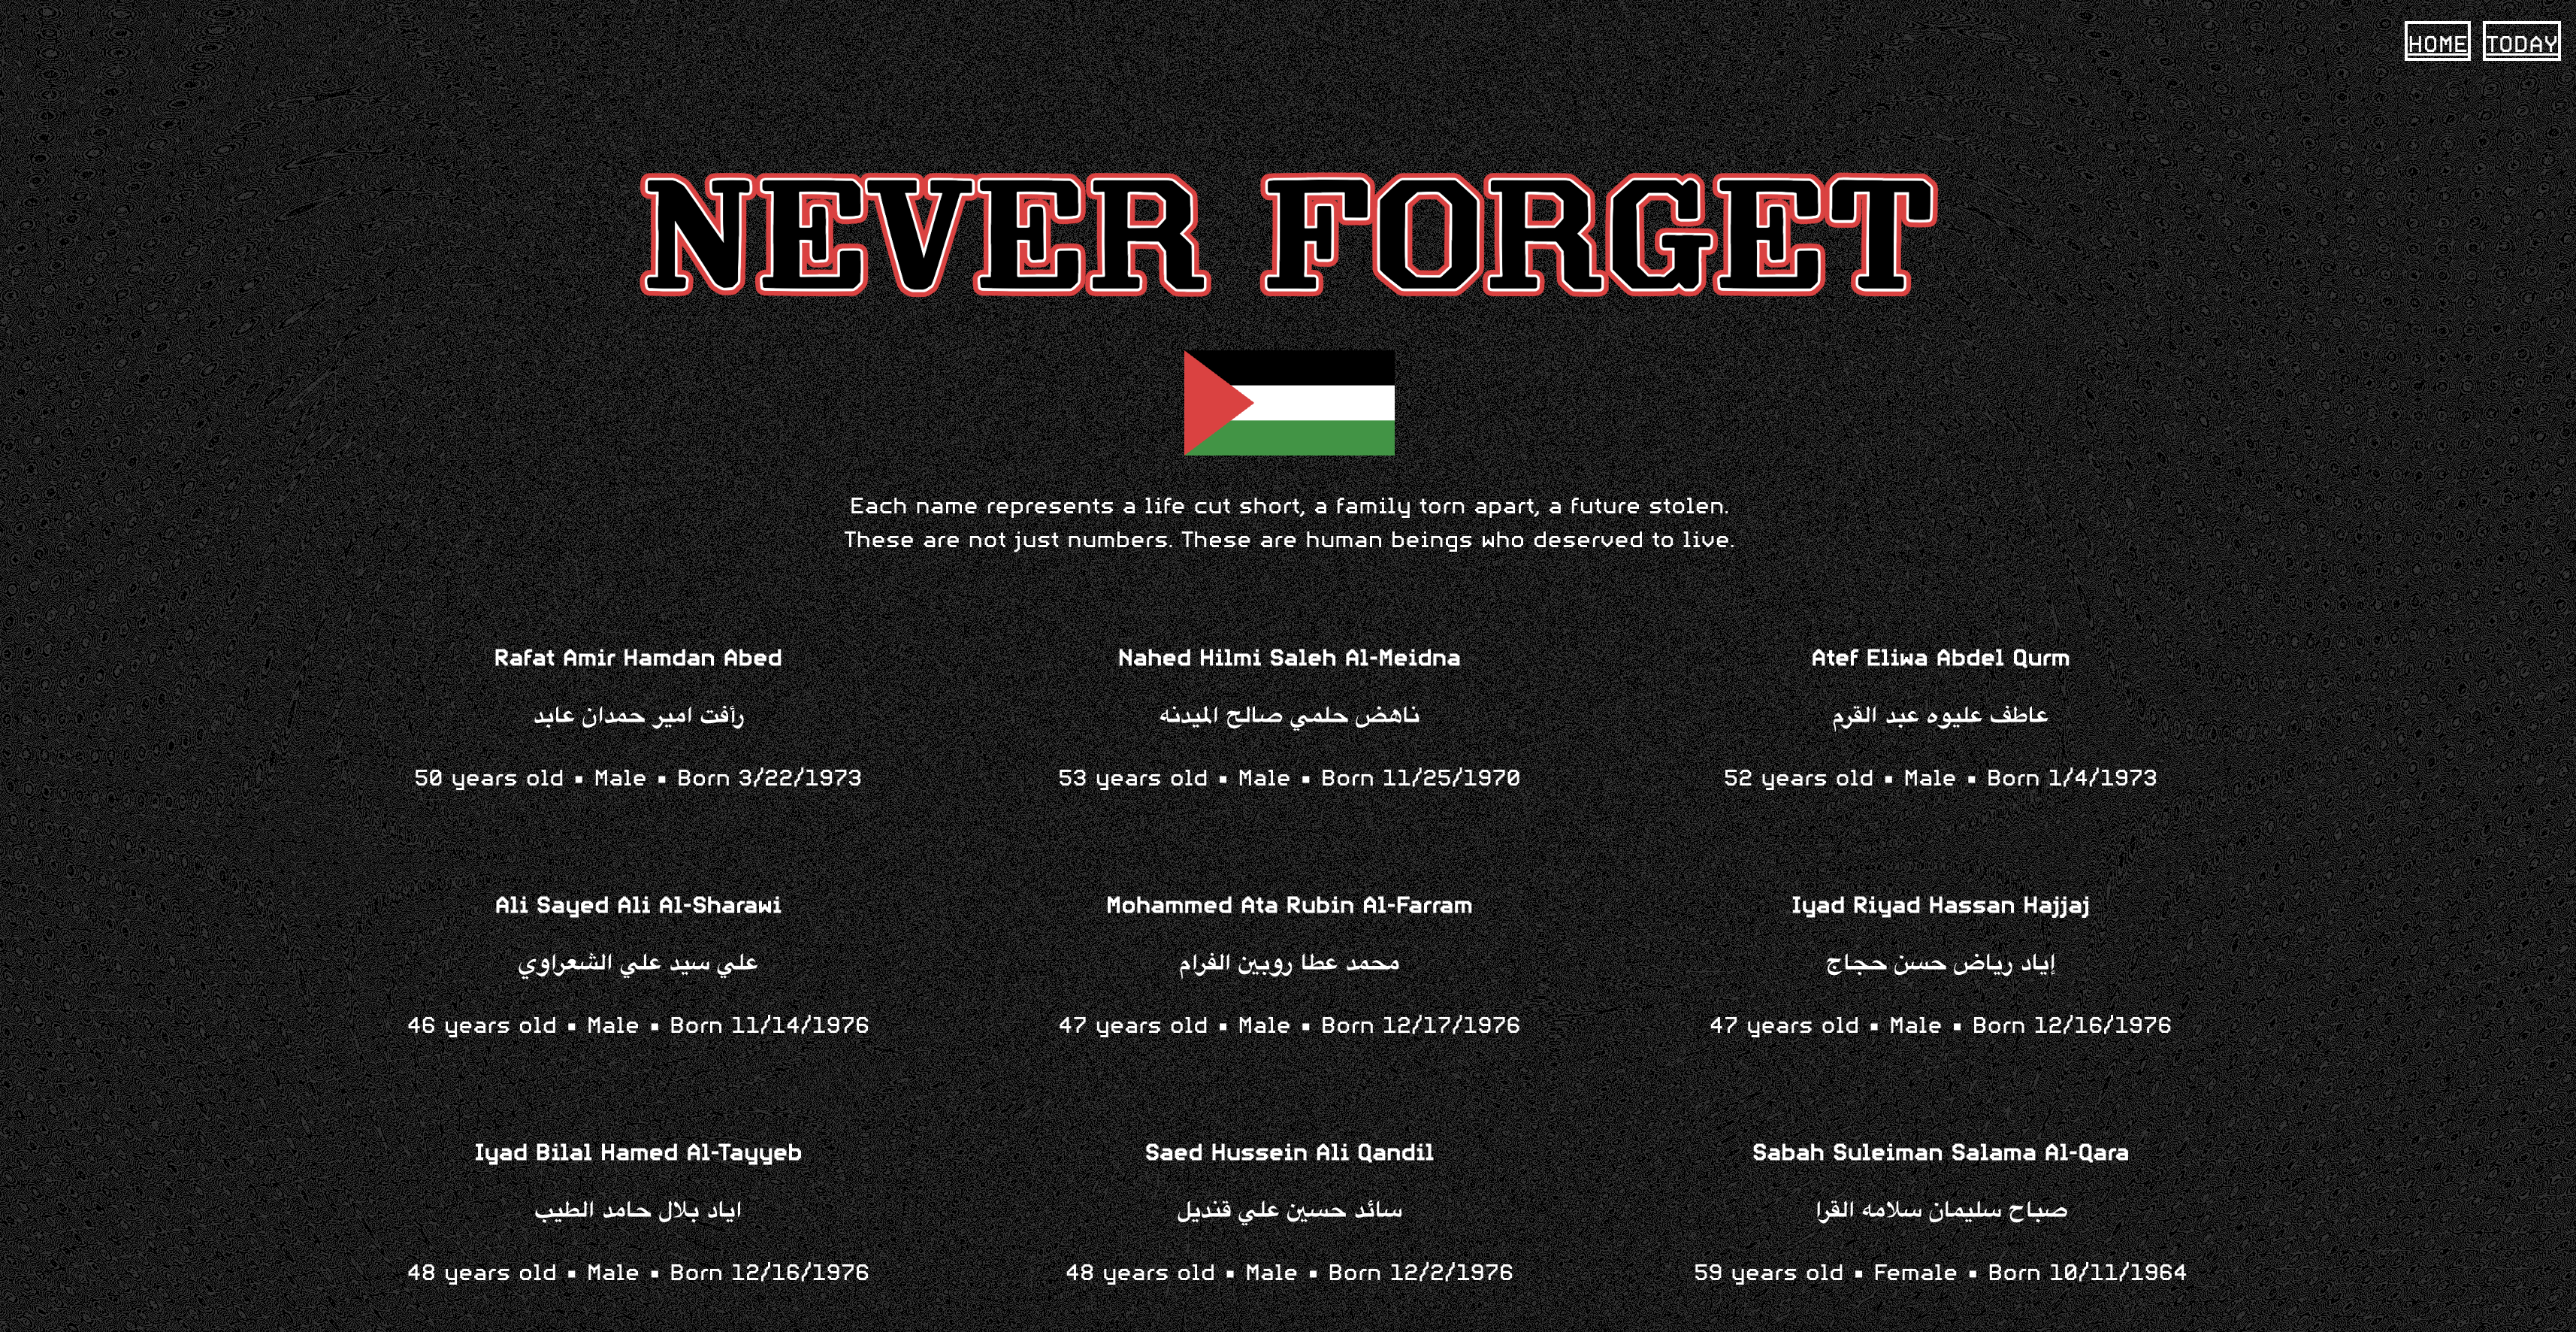 HOME TODAY
NEVER FORGET
Each name represents a life cut short, a family torn apart, a future stolen.
These are not just numbers. These are human beings who deserved to live.
Rafat Amir Hamdan Abed
رأفت امير حمدان عابد
50 years old ▪ Male ▪ Born 3/22/1973
Nahed Hilmi Saleh Al-Meidna
ناهض حلمي صالح الميدنه
53 years old ▪ Male ▪ Born 11/25/1970
Atef Eliwa Abdel Qurm
عاطف عليوه عبد القرم
52 years old ▪ Male ▪ Born 1/4/1973
Ali Sayed Ali Al-Sharawi
علي سيد علي الشعراوي
46 years old ▪ Male ▪ Born 11/14/1976
Mohammed Ata Rubin Al-Farram
محمد عطا روبين الفرام
47 years old ▪ Male ▪ Born 12/17/1976
Iyad Riyad Hassan Hajjaj
إياد رياض حسن حجاج
47 years old ▪ Male ▪ Born 12/16/1976
Iyad Bilal Hamed Al-Tayyeb
اياد بلال حامد الطيب
48 years old ▪ Male ▪ Born 12/16/1976
Saed Hussein Ali Qandil
سائد حسين علي قنديل
48 years old ▪ Male ▪ Born 12/2/1976
Sabah Suleiman Salama Al-Qara
صباح سليمان سلامه القرا
59 years old ▪ Female ▪ Born 10/11/1964